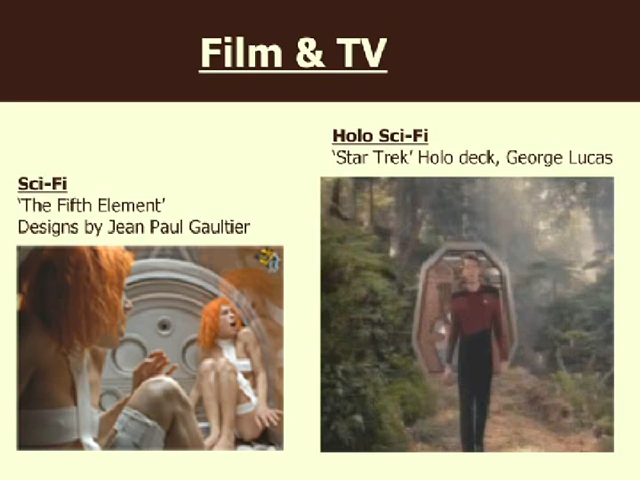 Film & TV
Holo Sci-Fi
‘Star Trek’ Holo deck, George Lucas
Sci-Fi
‘The Fifth Element’
Designs by Jean Paul Gaultier